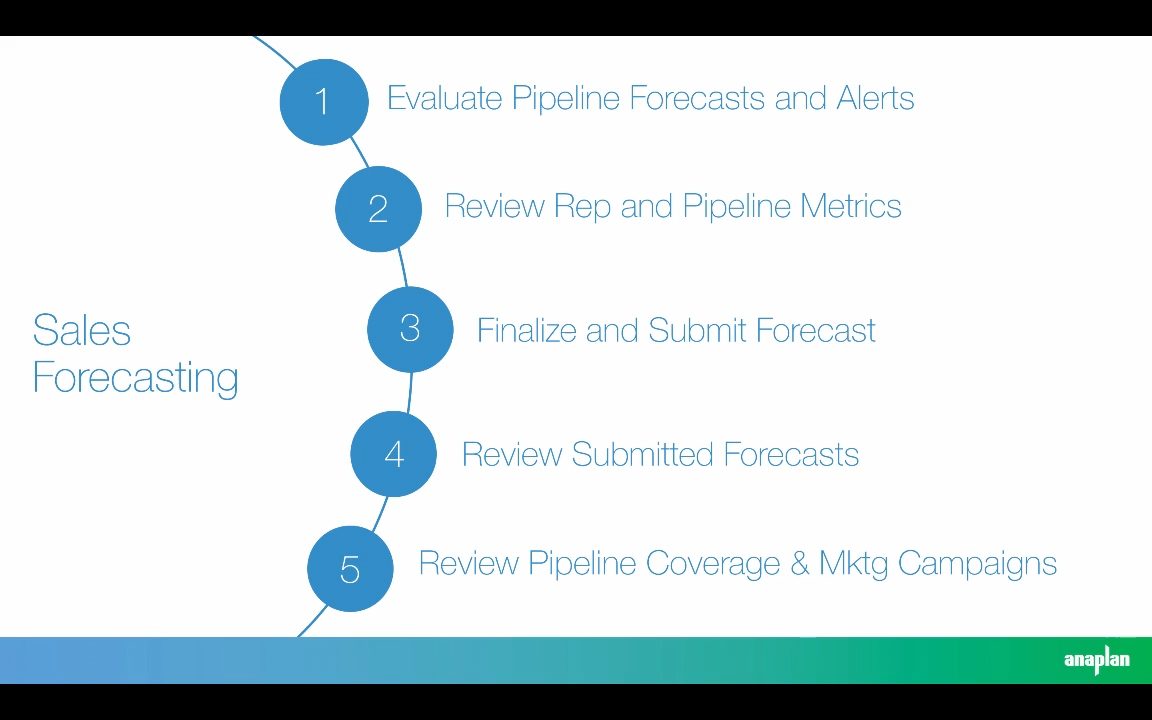 1 Evaluate Pipeline Forecasts and Alerts
2 Review Rep and Pipeline Metrics
Sales
Forecasting
3 Finalize and Submit Forecast
4 Review Submitted Forecasts
5 Review Pipeline Coverage & Mktg Campaigns
anaplan